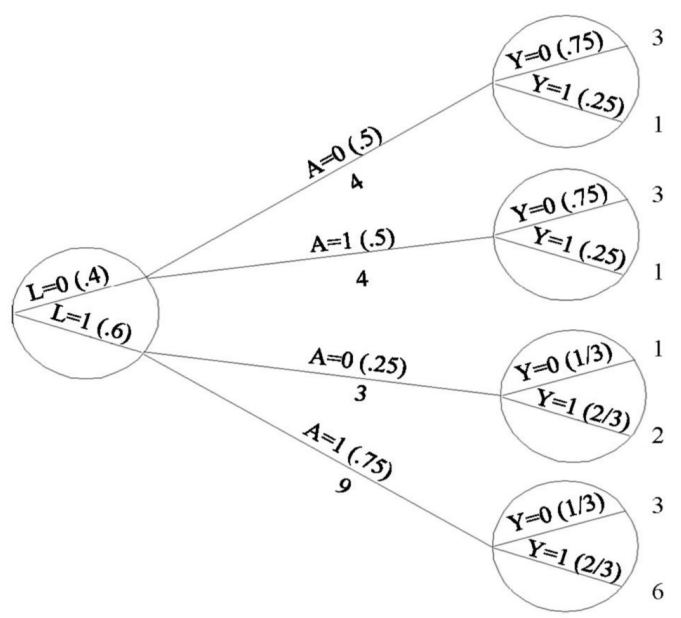 Y=0 (.75)
3
Y=1 (.25)
1
A=0 (.5)
4
Y=0 (.75)
3
Y=1 (.25)
1
A=1 (.5)
4
L=0 (.4)
L=1 (.6)
A=0 (.25)
3
Y=0 (1/3)
1
Y=1 (2/3)
2
A=1 (.75)
9
Y=0 (1/3)
3
Y=1 (2/3)
6